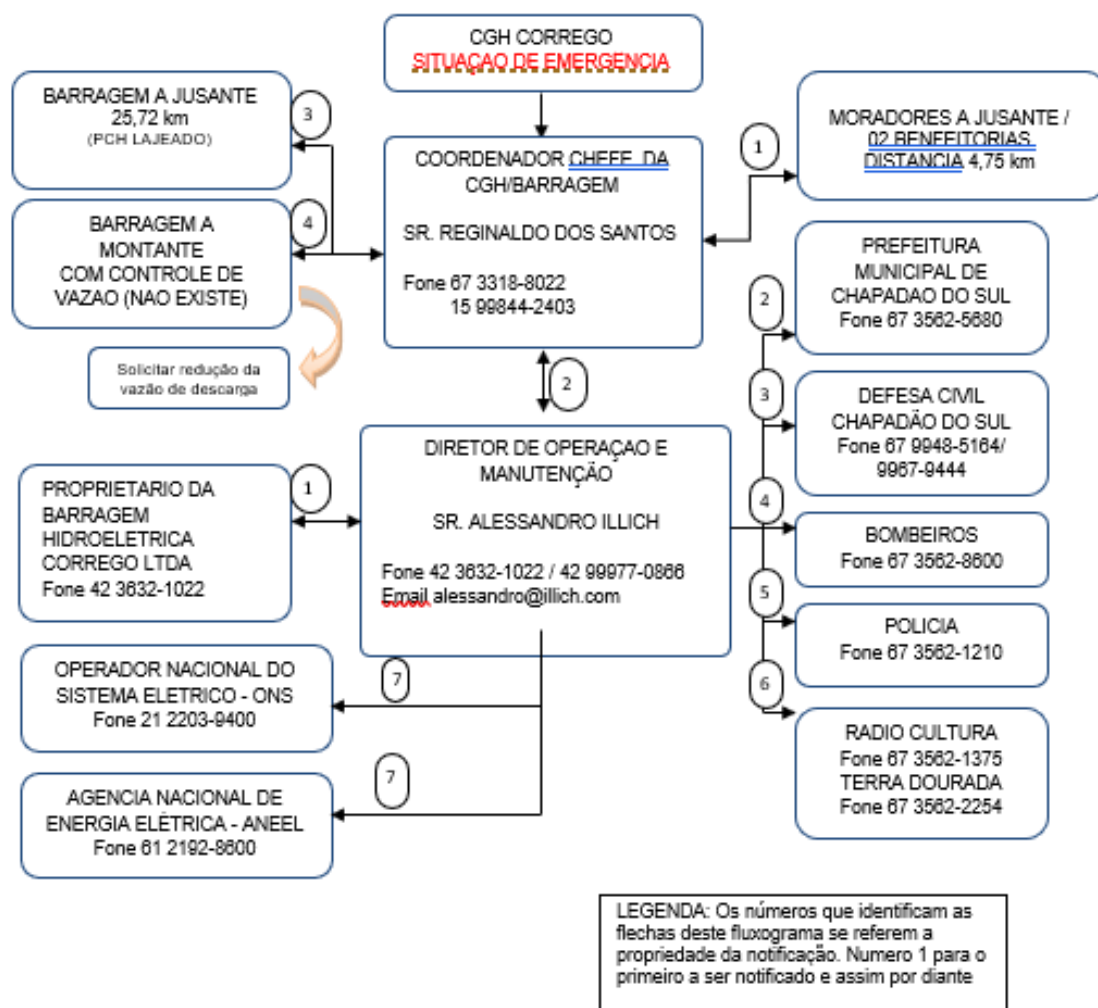 CGH CORREGO
SITUAÇAO DE EMERGENCIA
BARRAGEM A JUSANTE
25,72 km
(PCH LAJEADO)
3
COORDENADOR CHEFE DA
CGH/BARRAGEM
SR. REGINALDO DOS SANTOS
Fone 67 3318-8022
15 99844-2403
1
MORADORES A JUSANTE /
02 BENFEITORIAS
DISTANCIA 4,75 km
BARRAGEM A
MONTANTE
COM CONTROLE DE
VAZAO (NAO EXISTE)
4
Solicitar redução da
vazão de descarga
2
PREFEITURA
MUNICIPAL DE
CHAPADAO DO SUL
Fone 67 3562-5680
2
3
DEFESA CIVIL
CHAPADÃO DO SUL
Fone 67 9948-5164/
9967-9444
DIRETOR DE OPERAÇAO E
MANUTENÇÃO
SR. ALESSANDRO ILLICH
Fone 42 3632-1022 / 42 99977-0866
Email alessandro@illich.com
PROPRIETARIO DA
BARRAGEM
HIDROELETRICA
CORREGO LTDA
Fone 42 3632-1022
1
4
BOMBEIROS
Fone 67 3562-8600
5
POLICIA
Fone 67 3562-1210
6
RADIO CULTURA
Fone 67 3562-1375
TERRA DOURADA
Fone 67 3562-2254
OPERADOR NACIONAL DO
SISTEMA ELETRICO - ONS
Fone 21 2203-9400
7
AGENCIA NACIONAL DE
ENERGIA ELÉTRICA - ANEEL
Fone 61 2192-8600
7
LEGENDA: Os números que identificam as
flechas deste fluxograma se referem a
propriedade da notificação. Numero 1 para o
primeiro a ser notificado e assim por diante